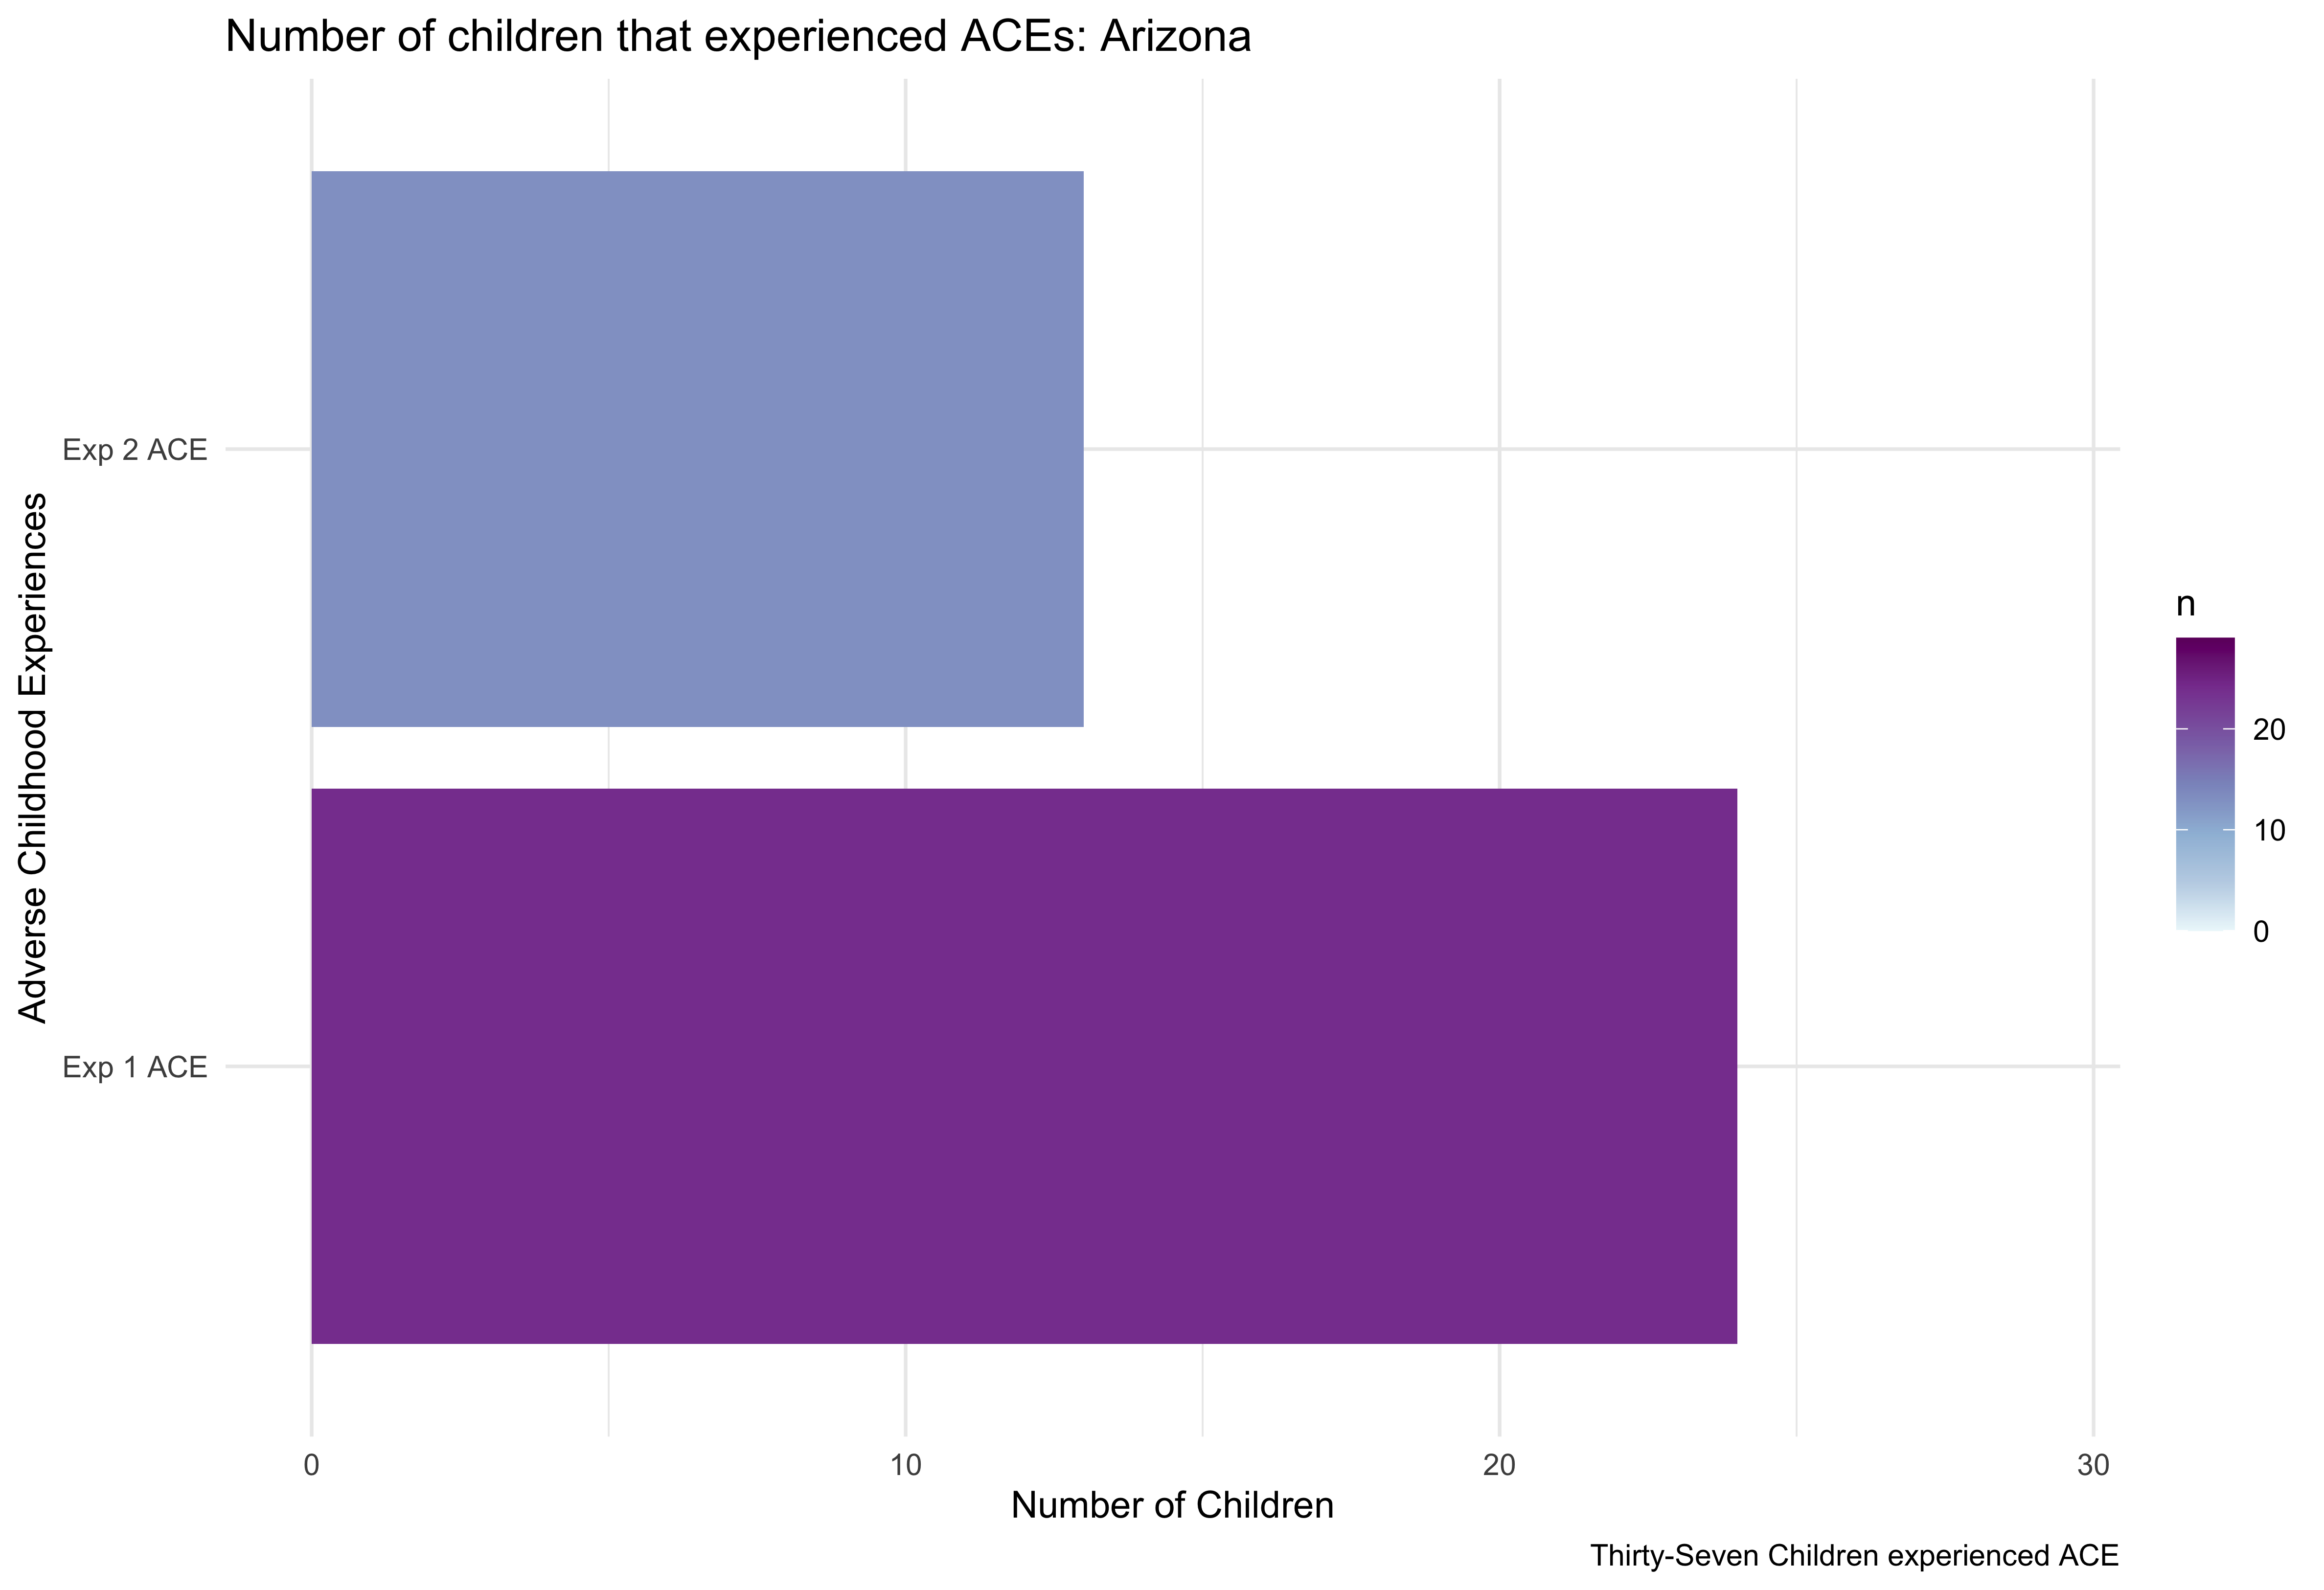 Number of children that experienced ACEs: Arizona
Adverse Childhood Experiences
Exp 2 ACE
Exp 1 ACE
0
10
20
30
Number of Children
n
20
10
0
Thirty-Seven Children experienced ACE